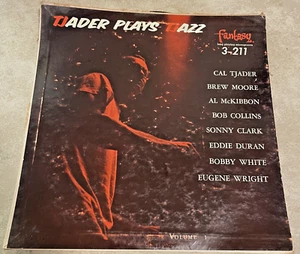 TJADER PLAYS TJAZZ
Fantasy
3-211
CAL TJADER
BREW MOORE
AL McKIBBON
BOB COLLINS
SONNY CLARK
EDDIE DURAN
BOBBY WHITE
EUGENE WRIGHT
VOLUME 1